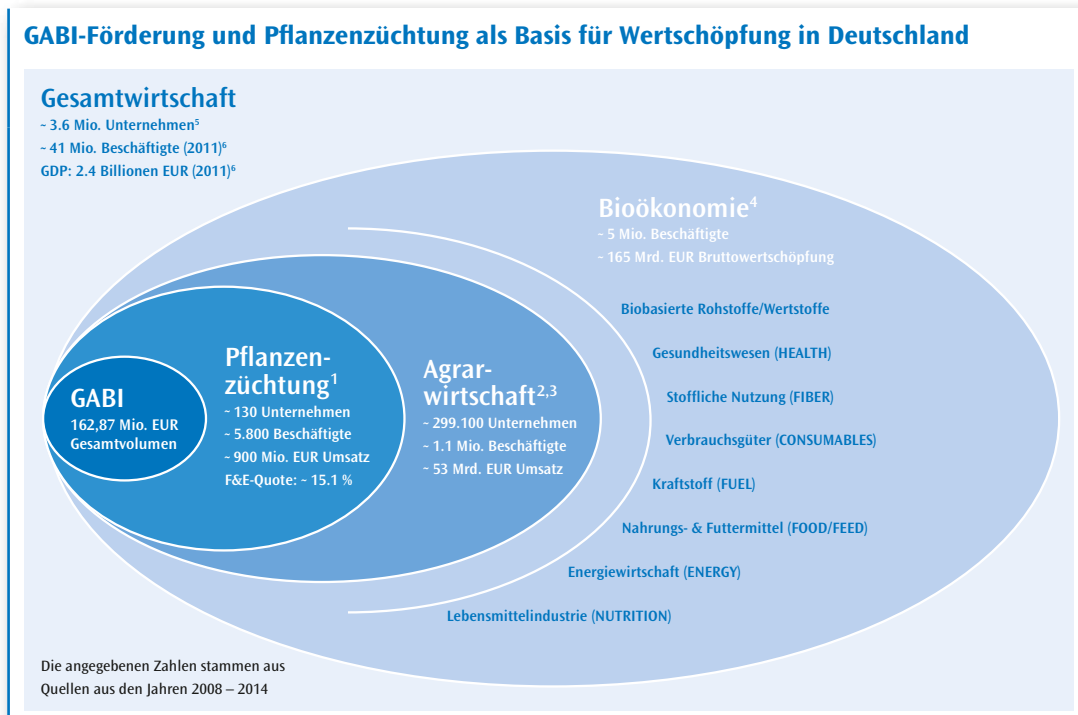 GABI-Förderung und Pflanzenzüchtung als Basis für Wertschöpfung in Deutschland
Gesamtwirtschaft
~ 3.6 Mio. Unternehmen⁵
~ 41 Mio. Beschäftigte (2011)⁶
GDP: 2.4 Billionen EUR (2011)⁶
Bioökonomie⁴
~ 5 Mio. Beschäftigte
~ 165 Mrd. EUR Bruttowertschöpfung
GABI
162,87 Mio. EUR
Gesamtvolumen
Pflanzen-
züchtung¹
~ 130 Unternehmen
~ 5.800 Beschäftigte
~ 900 Mio. EUR Umsatz
F&E-Quote: ~ 15.1 %
Agrar-
wirtschaft²,³
~ 299.100 Unternehmen
~ 1.1 Mio. Beschäftigte
~ 53 Mrd. EUR Umsatz
Biobasierte Rohstoffe/Wertstoffe
Gesundheitswesen (HEALTH)
Stoffliche Nutzung (FIBER)
Verbrauchsgüter (CONSUMABLES)
Kraftstoff (FUEL)
Nahrungs- & Futtermittel (FOOD/FEED)
Energiewirtschaft (ENERGY)
Lebensmittelindustrie (NUTRITION)
Die angegebenen Zahlen stammen aus
Quellen aus den Jahren 2008 – 2014